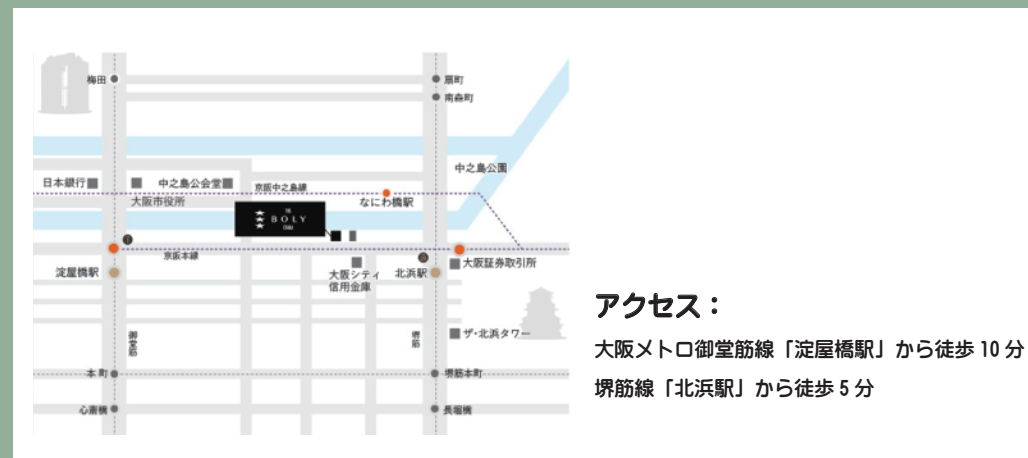 梅田
扇町
南森町
中之島公園
日本銀行
中之島公会堂
京阪中之島線
大阪市役所
なにわ橋駅
THE
BOLY
OSAKA
京阪本線
淀屋橋駅
大阪シティ
信用金庫
北浜駅
大阪証券取引所
御堂筋
堺筋
ザ・北浜タワー
本町
堺筋本町
心斎橋
長堀橋
アクセス：
大阪メトロ御堂筋線「淀屋橋駅」から徒歩 10 分
堺筋線「北浜駅」から徒歩 5 分